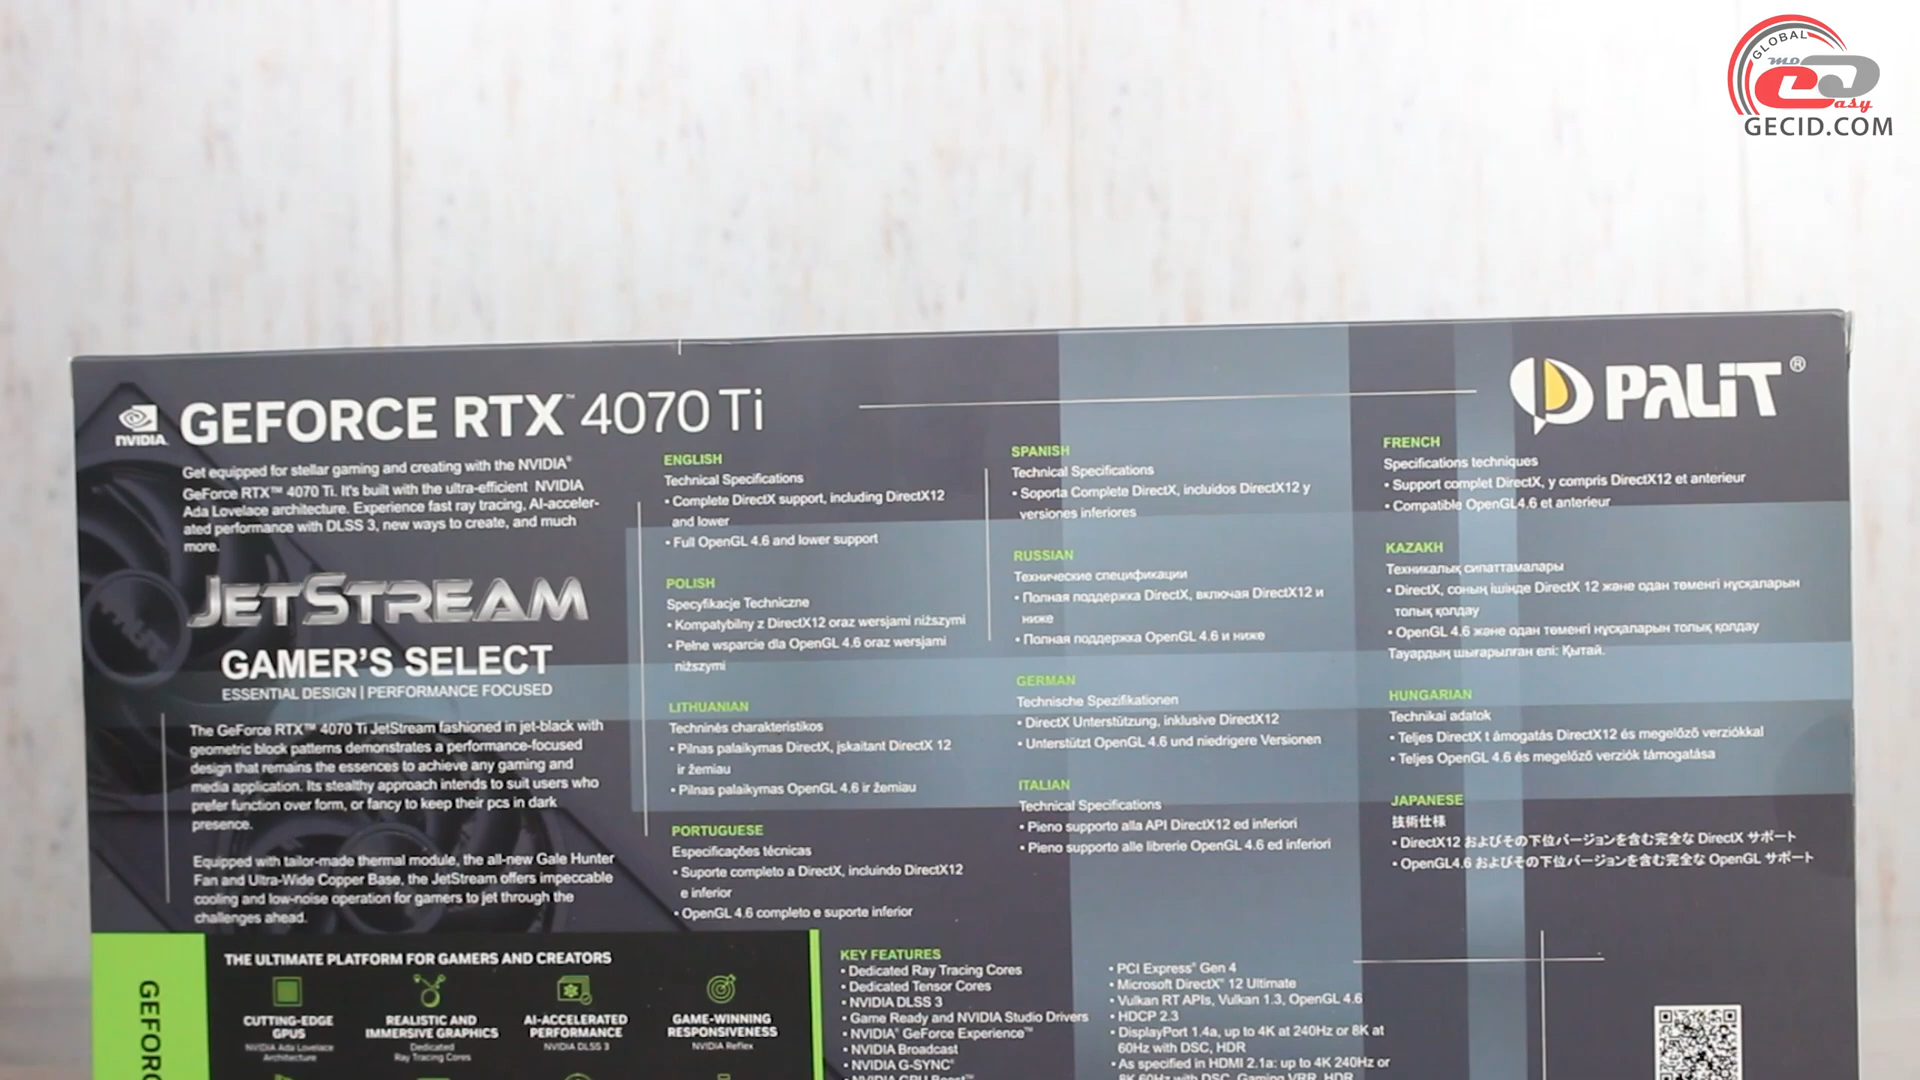 GLOBAL
mo
easy
GECID.COM
NVIDIA.
GEFORCE RTX™ 4070 Ti
PALIT®
Get equipped for stellar gaming and creating with the NVIDIA®
GeForce RTX™ 4070 Ti. It's built with the ultra-efficient NVIDIA
Ada Lovelace architecture. Experience fast ray tracing, AI-acceler-
ated performance with DLSS 3, new ways to create, and much
more.
JETSTREAM
GAMER'S SELECT
ESSENTIAL DESIGN | PERFORMANCE FOCUSED
The GeForce RTX™ 4070 Ti JetStream fashioned in jet-black with
geometric block patterns demonstrates a performance-focused
design that remains the essences to achieve any gaming and
media application. Its stealthy approach intends to suit users who
prefer function over form, or fancy to keep their pcs in dark
presence.
Equipped with tailor-made thermal module, the all-new Gale Hunter
Fan and Ultra-Wide Copper Base, the JetStream offers impeccable
cooling and low-noise operation for gamers to jet through the
challenges ahead.
ENGLISH
Technical Specifications
• Complete DirectX support, including DirectX12
and lower
• Full OpenGL 4.6 and lower support
POLISH
Specyfikacje Techniczne
• Kompatybilny z DirectX12 oraz wersjami niższymi
• Pełne wsparcie dla OpenGL 4.6 oraz wersjami
niższymi
LITHUANIAN
Techninės charakteristikos
• Pilnas palaikymas DirectX, įskaitant DirectX 12
ir žemiau
• Pilnas palaikymas OpenGL 4.6 ir žemiau
PORTUGUESE
Especificações técnicas
• Suporte completo a DirectX, incluindo DirectX12
e inferior
• OpenGL 4.6 completo e suporte inferior
SPANISH
Technical Specifications
• Soporta Complete DirectX, incluidos DirectX12 y
versiones inferiores
RUSSIAN
Технические спецификации
• Полная поддержка DirectX, включая DirectX12 и
ниже
• Полная поддержка OpenGL 4.6 и ниже
GERMAN
Technische Spezifikationen
• DirectX Unterstützung, inklusive DirectX12
• Unterstützt OpenGL 4.6 und niedrigere Versionen
ITALIAN
Technical Specifications
• Pieno supporto alla API DirectX12 ed inferiori
• Pieno supporto alle librerie OpenGL 4.6 ed inferiori
FRENCH
Specifications techniques
• Support complet DirectX, y compris DirectX12 et anterieur
• Compatible OpenGL4.6 et anterieur
KAZAKH
Техникалық сипаттамалары
• DirectX, соның ішінде DirectX 12 және одан төменгі нұсқаларын
толық қолдау
• OpenGL 4.6 және одан төменгі нұсқаларын толық қолдау
Тауардың шығарылған елі: Қытай.
HUNGARIAN
Technikai adatok
• Teljes DirectX t ámogatás DirectX12 és megelőző verziókkal
• Teljes OpenGL 4.6 és megelőző verziók támogatása
JAPANESE
技術仕様
• DirectX12 およびその下位バージョンを含む完全な DirectX サポート
• OpenGL4.6 およびその下位バージョンを含む完全な OpenGL サポート
THE ULTIMATE PLATFORM FOR GAMERS AND CREATORS
CUTTING-EDGE
GPUS
NVIDIA Ada Lovelace
Architecture
REALISTIC AND
IMMERSIVE GRAPHICS
Dedicated
Ray Tracing Cores
AI-ACCELERATED
PERFORMANCE
NVIDIA DLSS 3
GAME-WINNING
RESPONSIVENESS
NVIDIA Reflex
KEY FEATURES
• Dedicated Ray Tracing Cores
• Dedicated Tensor Cores
• NVIDIA DLSS 3
• Game Ready and NVIDIA Studio Drivers
• NVIDIA® GeForce Experience™
• NVIDIA Broadcast
• NVIDIA G-SYNC®
• NVIDIA GPU Boost™
• PCI Express® Gen 4
• Microsoft DirectX® 12 Ultimate
• Vulkan RT APIs, Vulkan 1.3, OpenGL 4.6
• HDCP 2.3
• DisplayPort 1.4a, up to 4K at 240Hz or 8K at
60Hz with DSC, HDR
• As specified in HDMI 2.1a: up to 4K 240Hz or
8K 60Hz with DSC, Gaming VRR, HDR